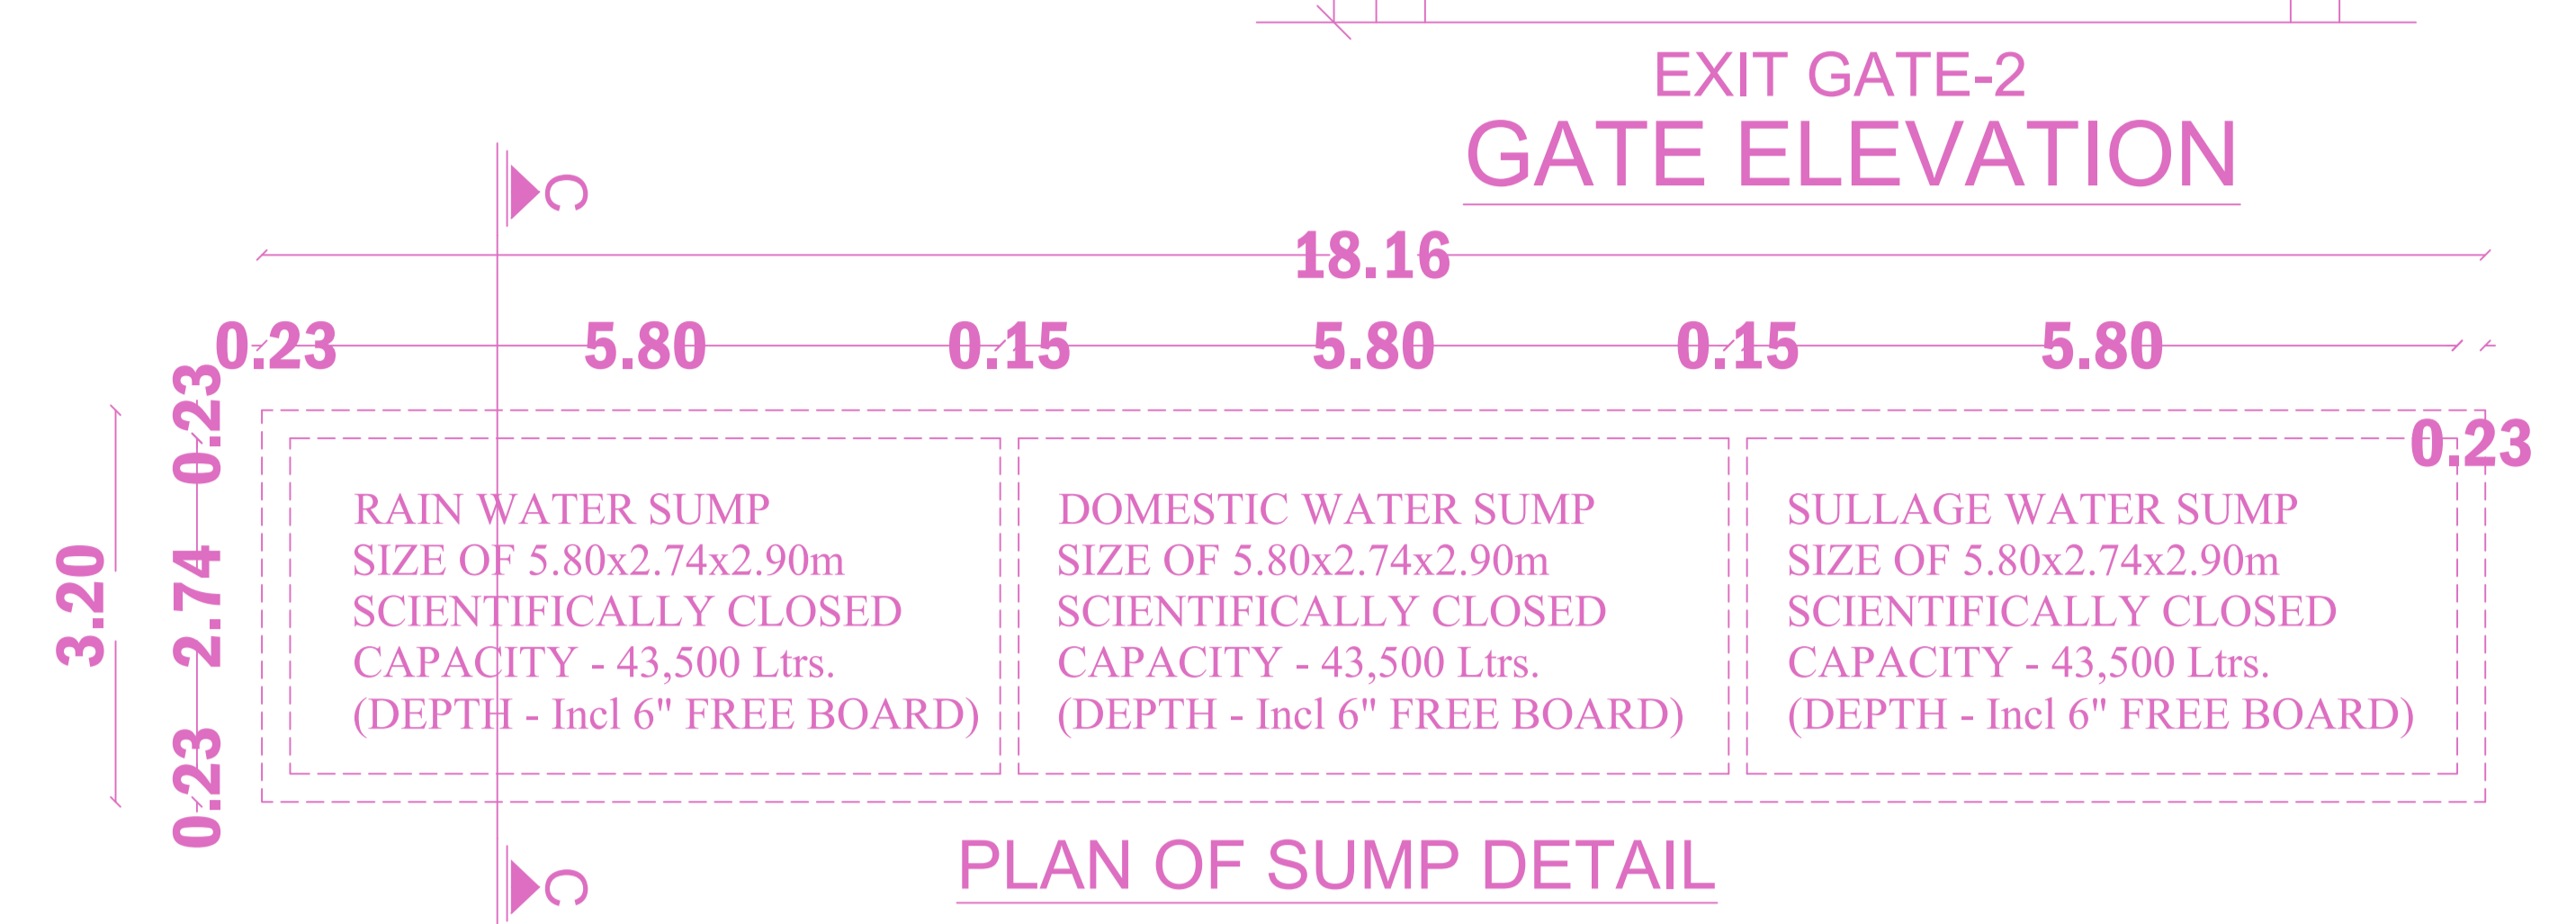 EXIT GATE-2
GATE ELEVATION
C
18.16
0.23 5.80 0.15 5.80 0.15 5.80
0.23
0.23
3.20
2.74
0.23
RAIN WATER SUMP
SIZE OF 5.80x2.74x2.90m
SCIENTIFICALLY CLOSED
CAPACITY - 43,500 Ltrs.
(DEPTH - Incl 6" FREE BOARD)
DOMESTIC WATER SUMP
SIZE OF 5.80x2.74x2.90m
SCIENTIFICALLY CLOSED
CAPACITY - 43,500 Ltrs.
(DEPTH - Incl 6" FREE BOARD)
SULLAGE WATER SUMP
SIZE OF 5.80x2.74x2.90m
SCIENTIFICALLY CLOSED
CAPACITY - 43,500 Ltrs.
(DEPTH - Incl 6" FREE BOARD)
PLAN OF SUMP DETAIL
C